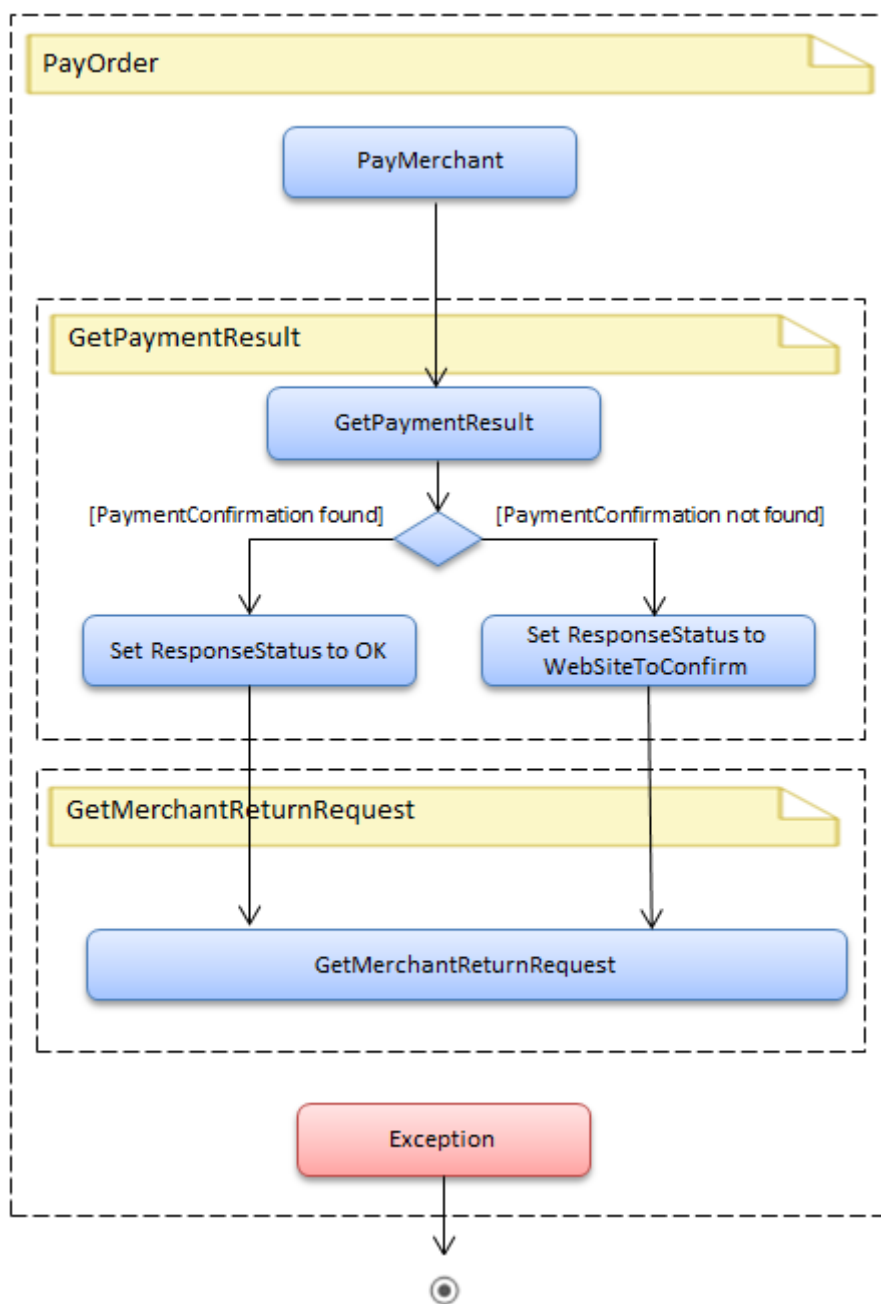 PayOrder
PayMerchant
GetPaymentResult
GetPaymentResult
[PaymentConfirmation found]
[PaymentConfirmation not found]
Set ResponseStatus to OK
Set ResponseStatus to
WebSiteToConfirm
GetMerchantReturnRequest
GetMerchantReturnRequest
Exception